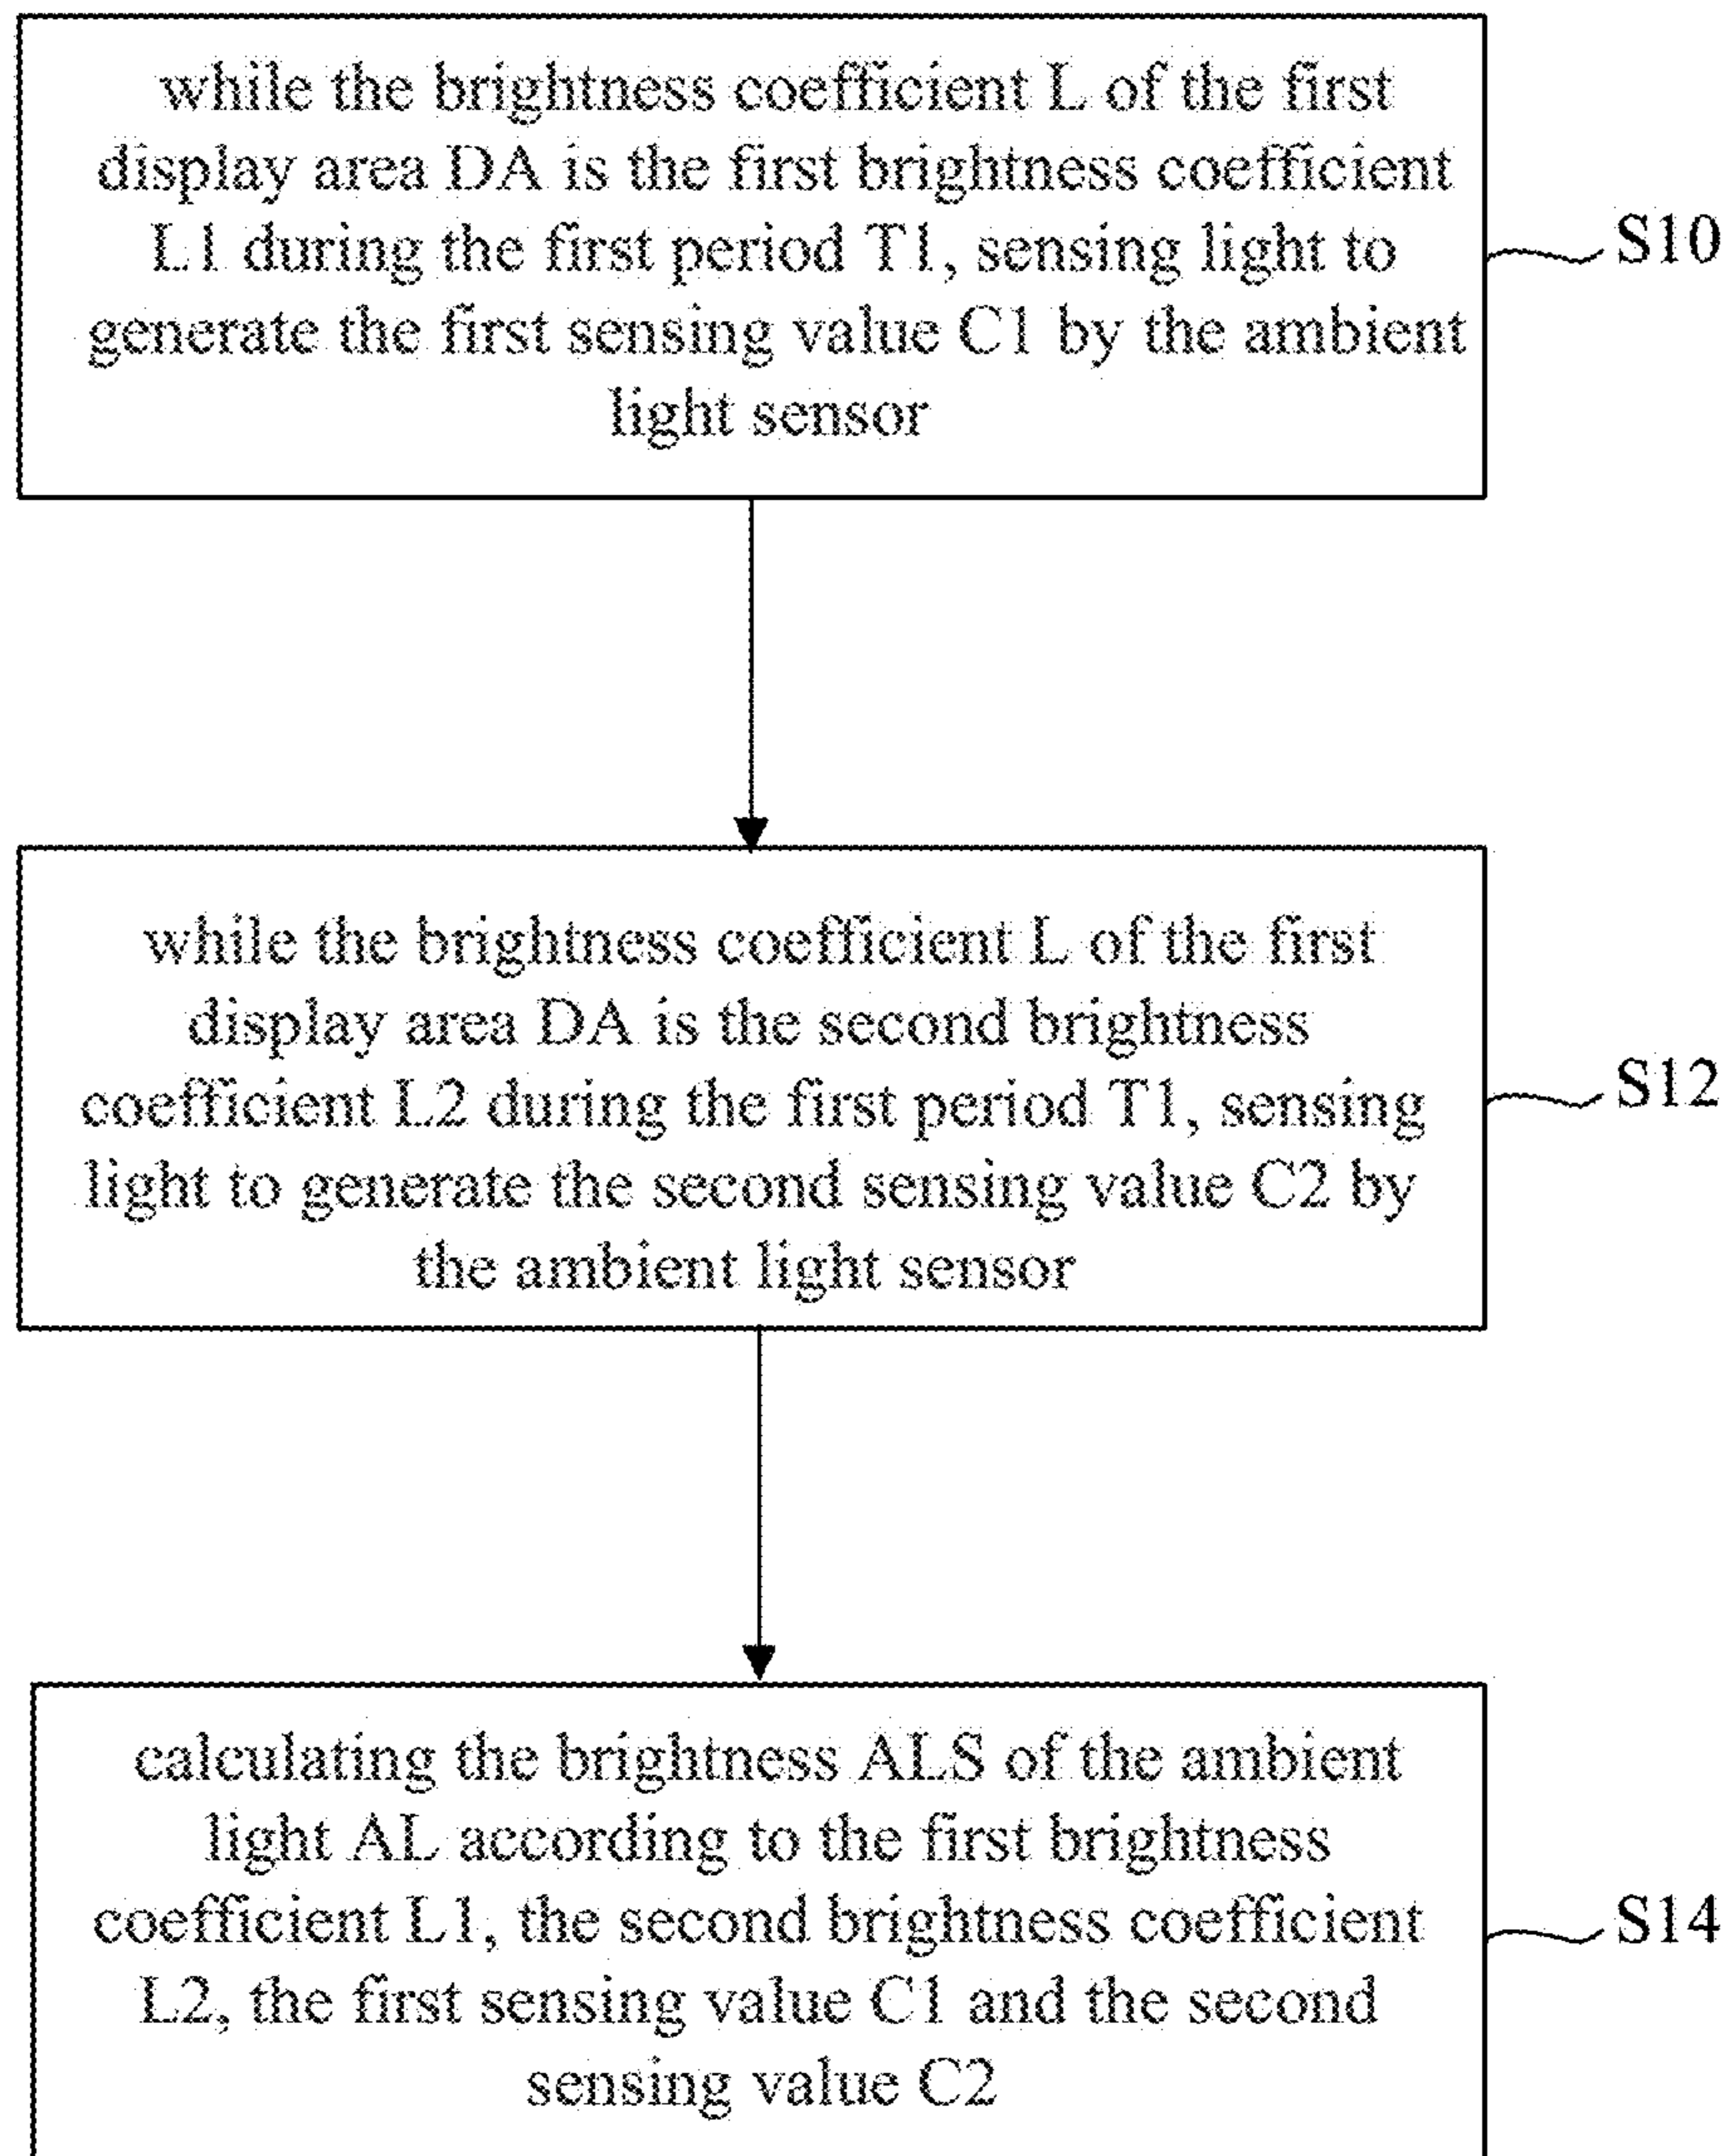 while the brightness coefficient L of the first
display area DA is the first brightness coefficient
L1 during the first period T1, sensing light to
generate the first sensing value C1 by the ambient
light sensor
S10
while the brightness coefficient L of the first
display area DA is the second brightness
coefficient L2 during the first period T1, sensing
light to generate the second sensing value C2 by
the ambient light sensor
S12
calculating the brightness ALS of the ambient
light AL according to the first brightness
coefficient L1, the second brightness coefficient
L2, the first sensing value C1 and the second
sensing value C2
S14